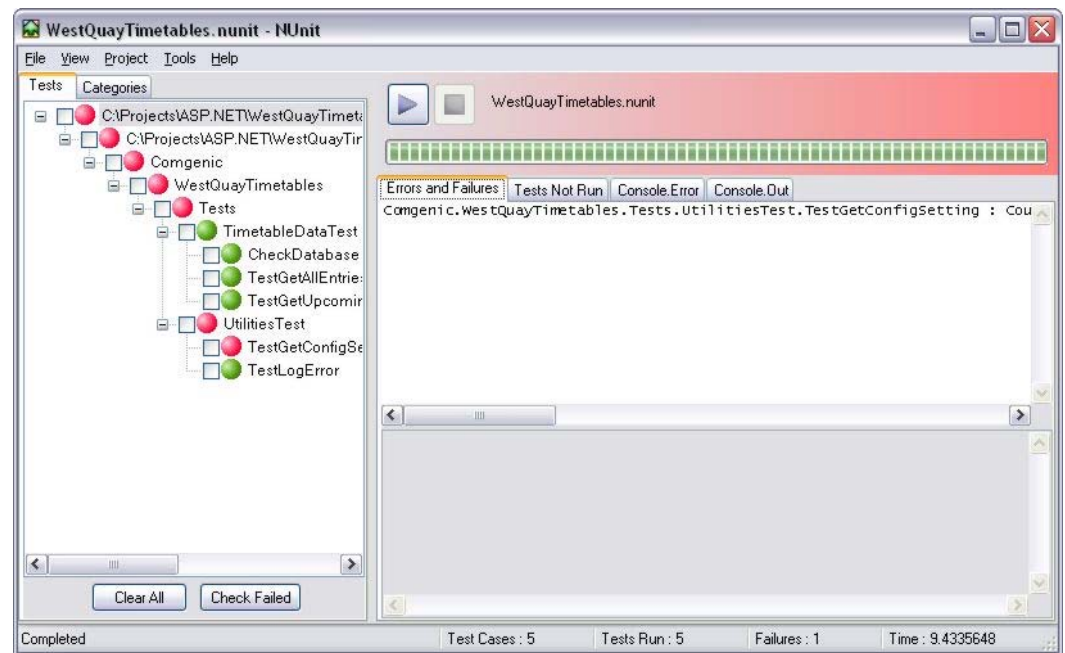 WestQuayTimetables.nunit - NUnit
File View Project Tools Help
Tests Categories
C:\Projects\ASP.NET\WestQuayTimeta
C:\Projects\ASP.NET\WestQuayTir
Comgenic
WestQuayTimetables
Tests
TimetableDataTest
CheckDatabase
TestGetAllEntries
TestGetUpcomin
UtilitiesTest
TestGetConfigSe
TestLogError
Clear All Check Failed
WestQuayTimetables.nunit
Errors and Failures Tests Not Run Console.Error Console.Out
Comgenic.WestQuayTimetables.Tests.UtilitiesTest.TestGetConfigSetting : Cou
Completed Test Cases : 5 Tests Run : 5 Failures : 1 Time : 9.4335648